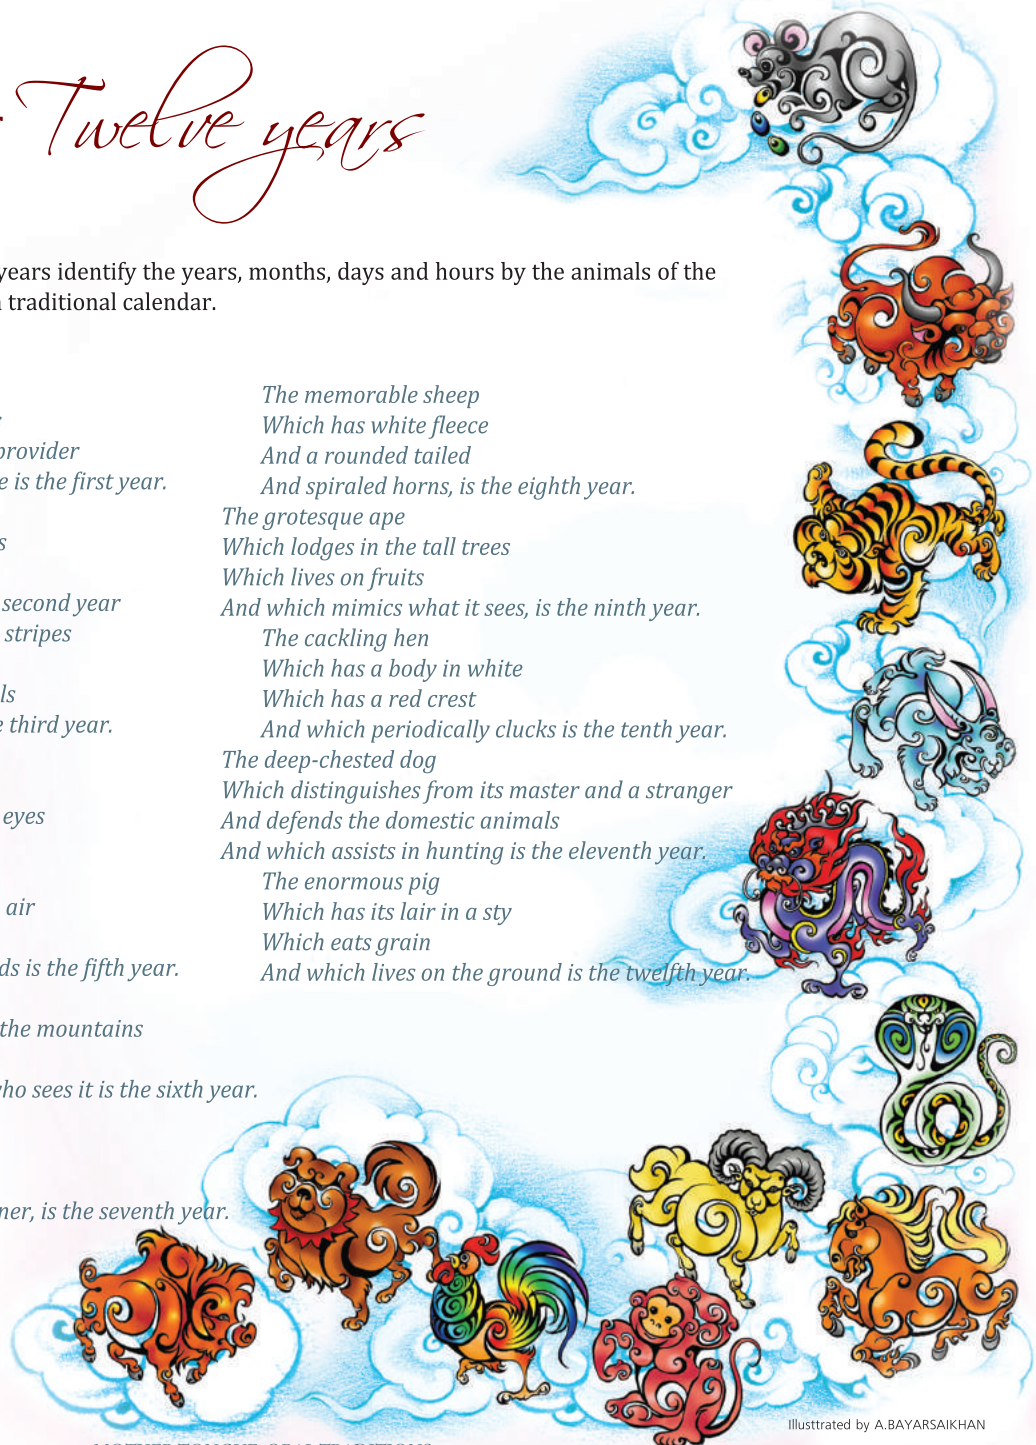 Twelve years
years identify the years, months, days and hours by the animals of the
traditional calendar.
provider
is the first year.
second year
stripes
third year.
eyes
air
is the fifth year.
the mountains
who sees it is the sixth year.
is the seventh year.
The memorable sheep
Which has white fleece
And a rounded tailed
And spiraled horns, is the eighth year.
The grotesque ape
Which lodges in the tall trees
Which lives on fruits
And which mimics what it sees, is the ninth year.
The cackling hen
Which has a body in white
Which has a red crest
And which periodically clucks is the tenth year.
The deep-chested dog
Which distinguishes from its master and a stranger
And defends the domestic animals
And which assists in hunting is the eleventh year.
The enormous pig
Which has its lair in a sty
Which eats grain
And which lives on the ground is the twelfth year.
Illusttrated by A.BAYARSAIKHAN